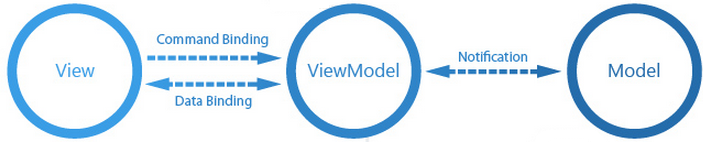 View
Command Binding
Data Binding
ViewModel
Notification
Model